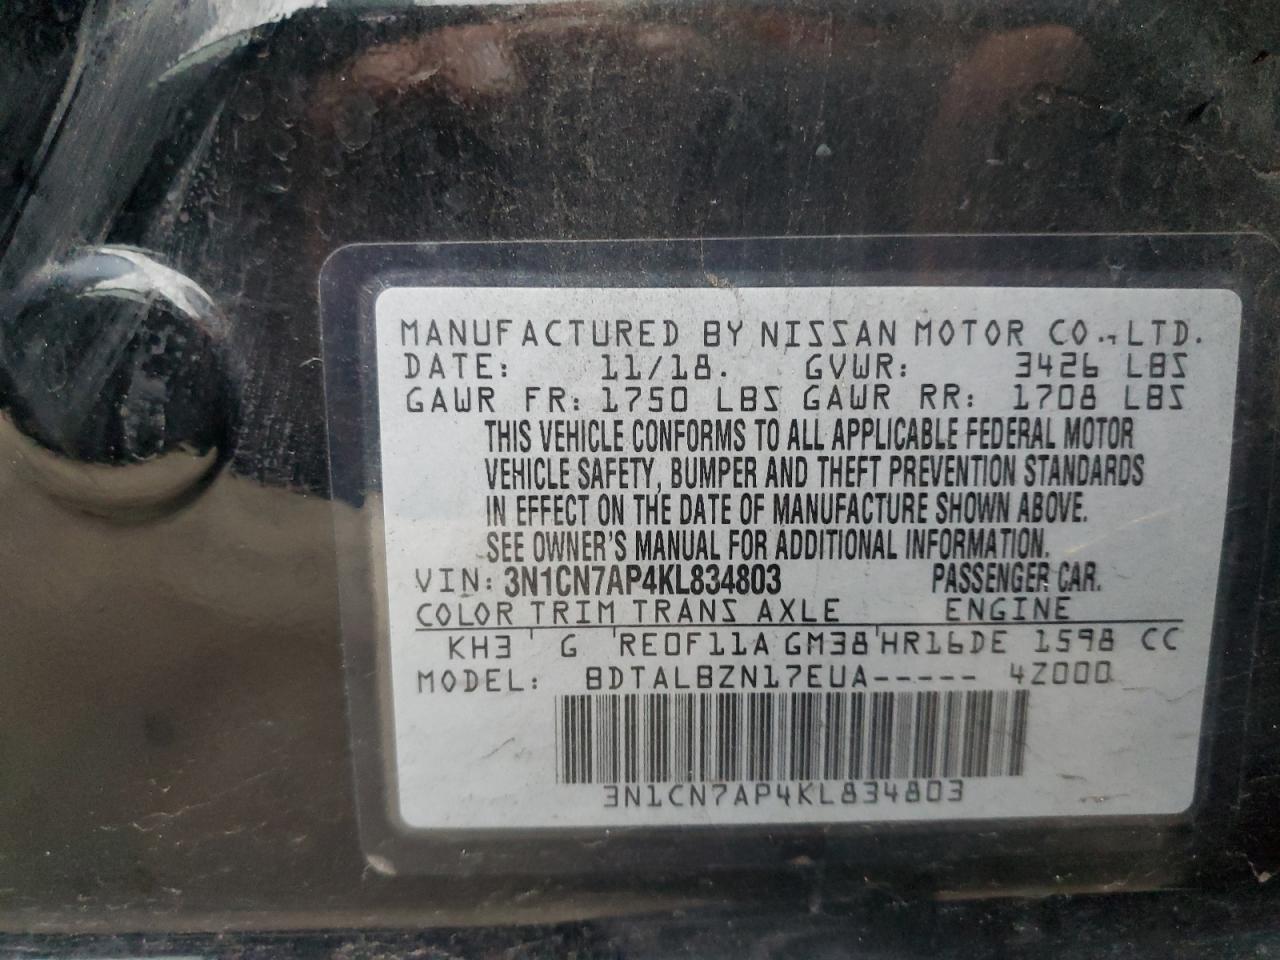 MANUFACTURED BY NISSAN MOTOR CO., LTD.
DATE: 11/18. GVWR: 3426 LBS
GAWR FR: 1750 LBS GAWR RR: 1708 LBS
THIS VEHICLE CONFORMS TO ALL APPLICABLE FEDERAL MOTOR
VEHICLE SAFETY, BUMPER AND THEFT PREVENTION STANDARDS
IN EFFECT ON THE DATE OF MANUFACTURE SHOWN ABOVE.
SEE OWNER'S MANUAL FOR ADDITIONAL INFORMATION.
VIN: 3N1CN7AP4KL834803 PASSENGER CAR.
COLOR TRIM TRANS AXLE ENGINE
KH3 ' G 'RE0F11A GM38'HR16DE 1598 CC
MODEL: BDTALBZN17EUA----- 4Z000
3N1CN7AP4KL834803